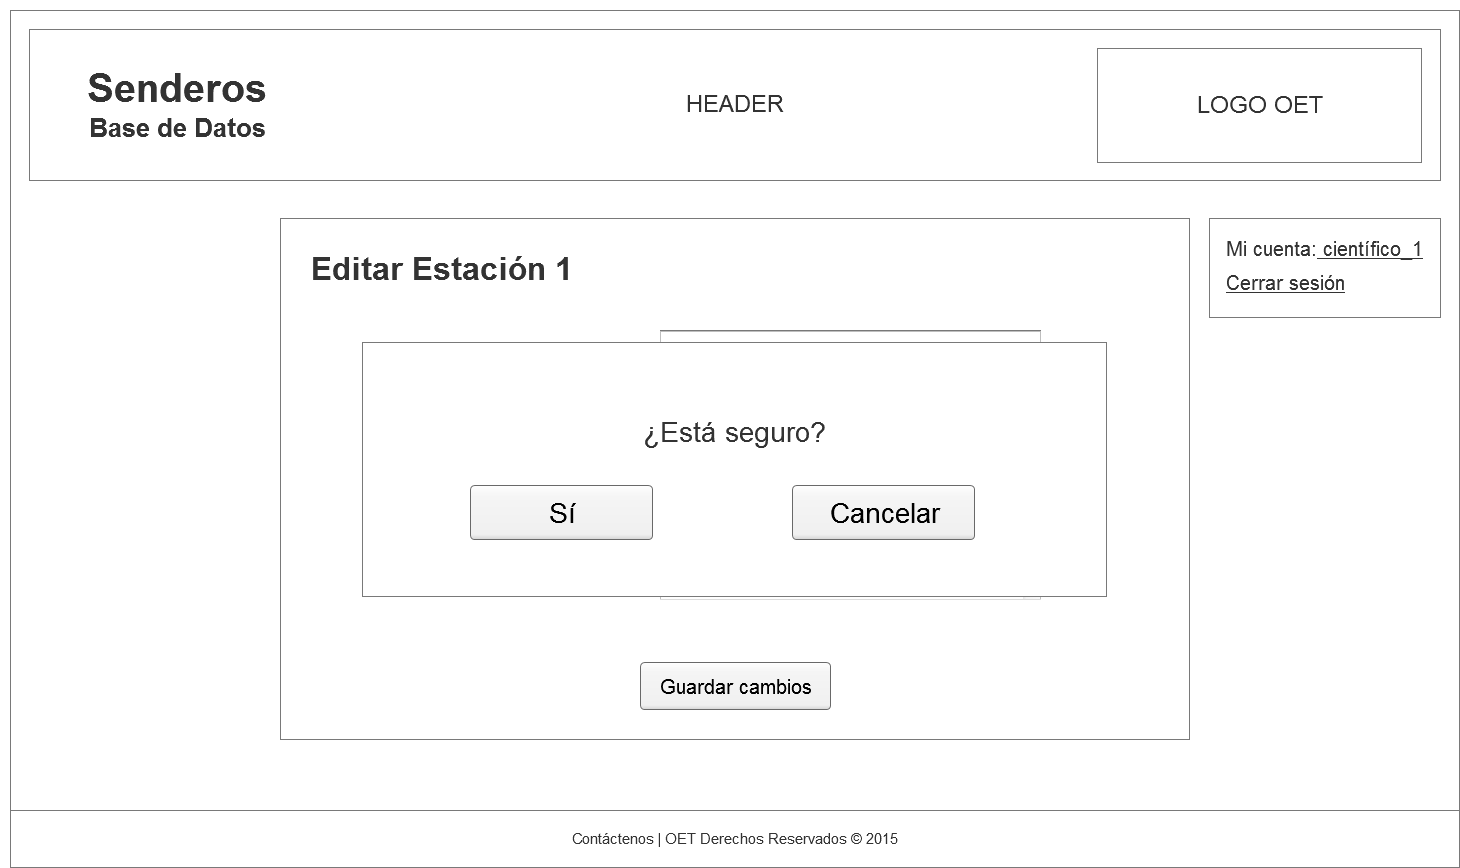 Senderos
Base de Datos
HEADER
LOGO OET
Editar Estación 1
Mi cuenta: científico_1
Cerrar sesión
¿Está seguro?
Sí
Cancelar
Guardar cambios
Contáctenos | OET Derechos Reservados © 2015